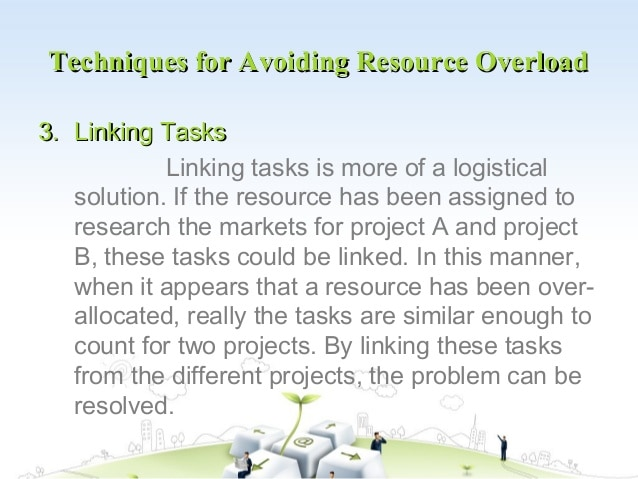 Techniques for Avoiding Resource Overload
3. Linking Tasks
Linking tasks is more of a logistical
solution. If the resource has been assigned to
research the markets for project A and project
B, these tasks could be linked. In this manner,
when it appears that a resource has been over-
allocated, really the tasks are similar enough to
count for two projects. By linking these tasks
from the different projects, the problem can be
resolved.
@